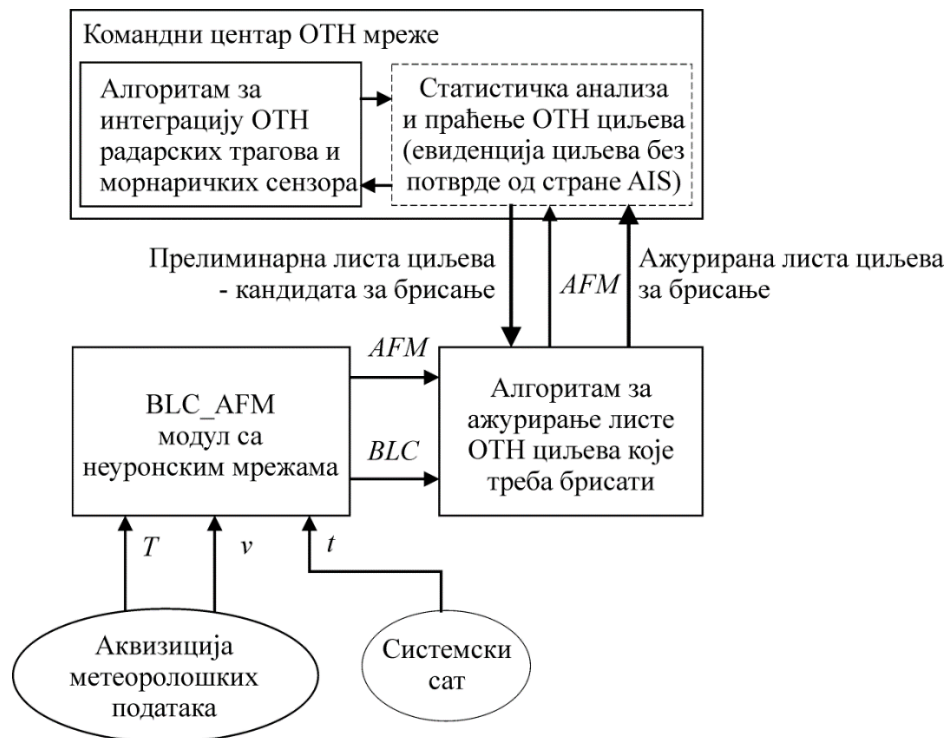 Командни центар ОТН мреже
Алгоритам за
интеграцију ОТН
радарских трагова и
морнаричких сензора
Статистичка анализа
и праћење ОТН циљева
(евиденција циљева без
потврде од стране AIS)
Прелиминарна листа циљева
- кандидата за брисање
AFM
Ажурирана листа циљева
за брисање
BLC_AFM
модул са
неуронским мрежама
AFM
BLC
Алгоритам за
ажурирање листе
ОТН циљева које
треба брисати
T
v
t
Аквизиција
метеоролошких
података
Системски
сат